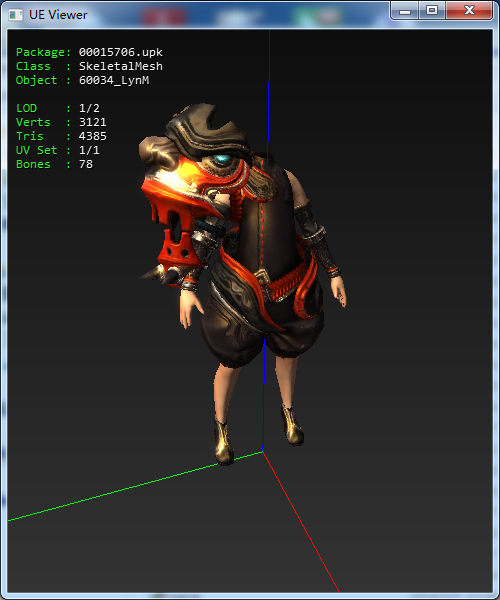 UE Viewer
Package: 00015706.upk
Class : SkeletalMesh
Object : 60034_LynM
LOD : 1/2
Verts : 3121
Tris : 4385
UV Set : 1/1
Bones : 78